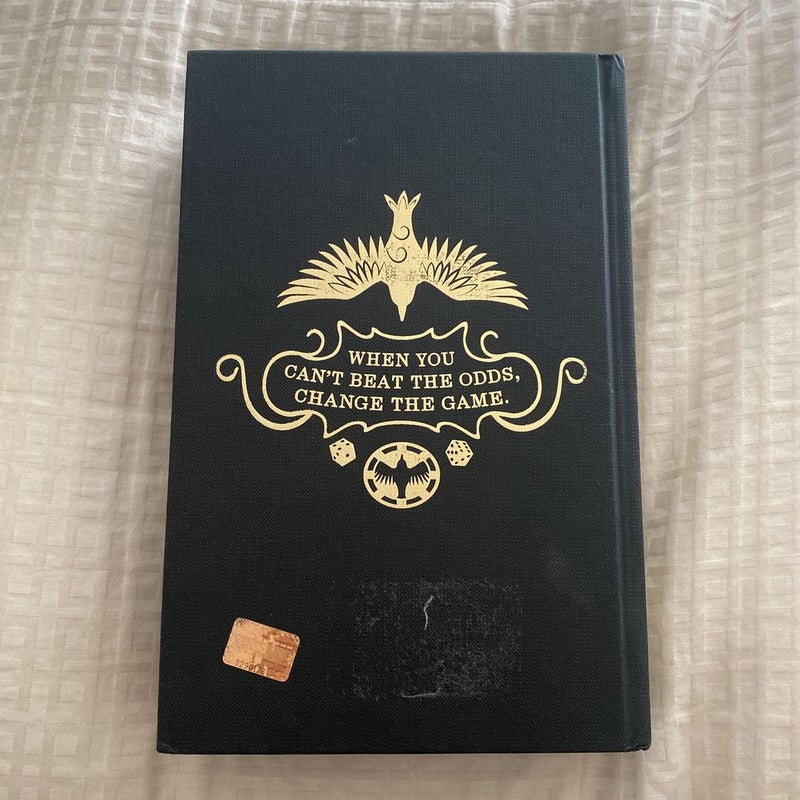 WHEN YOU
CAN'T BEAT THE ODDS,
CHANGE THE GAME.